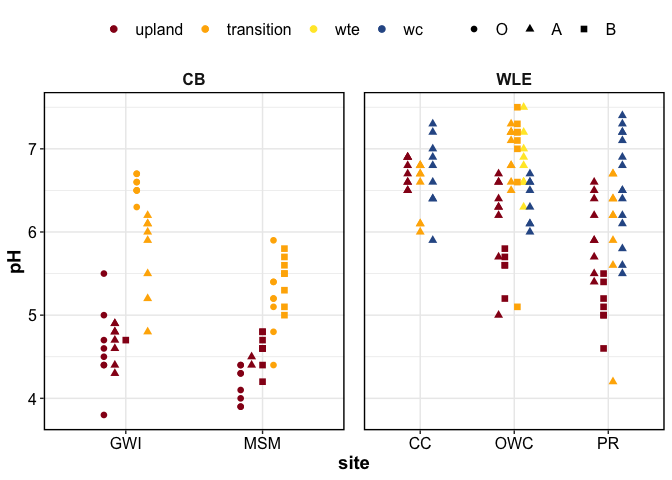 upland transition wte wc O A B
CB WLE
7
6
5
4
pH
GWI MSM CC OWC PR
site